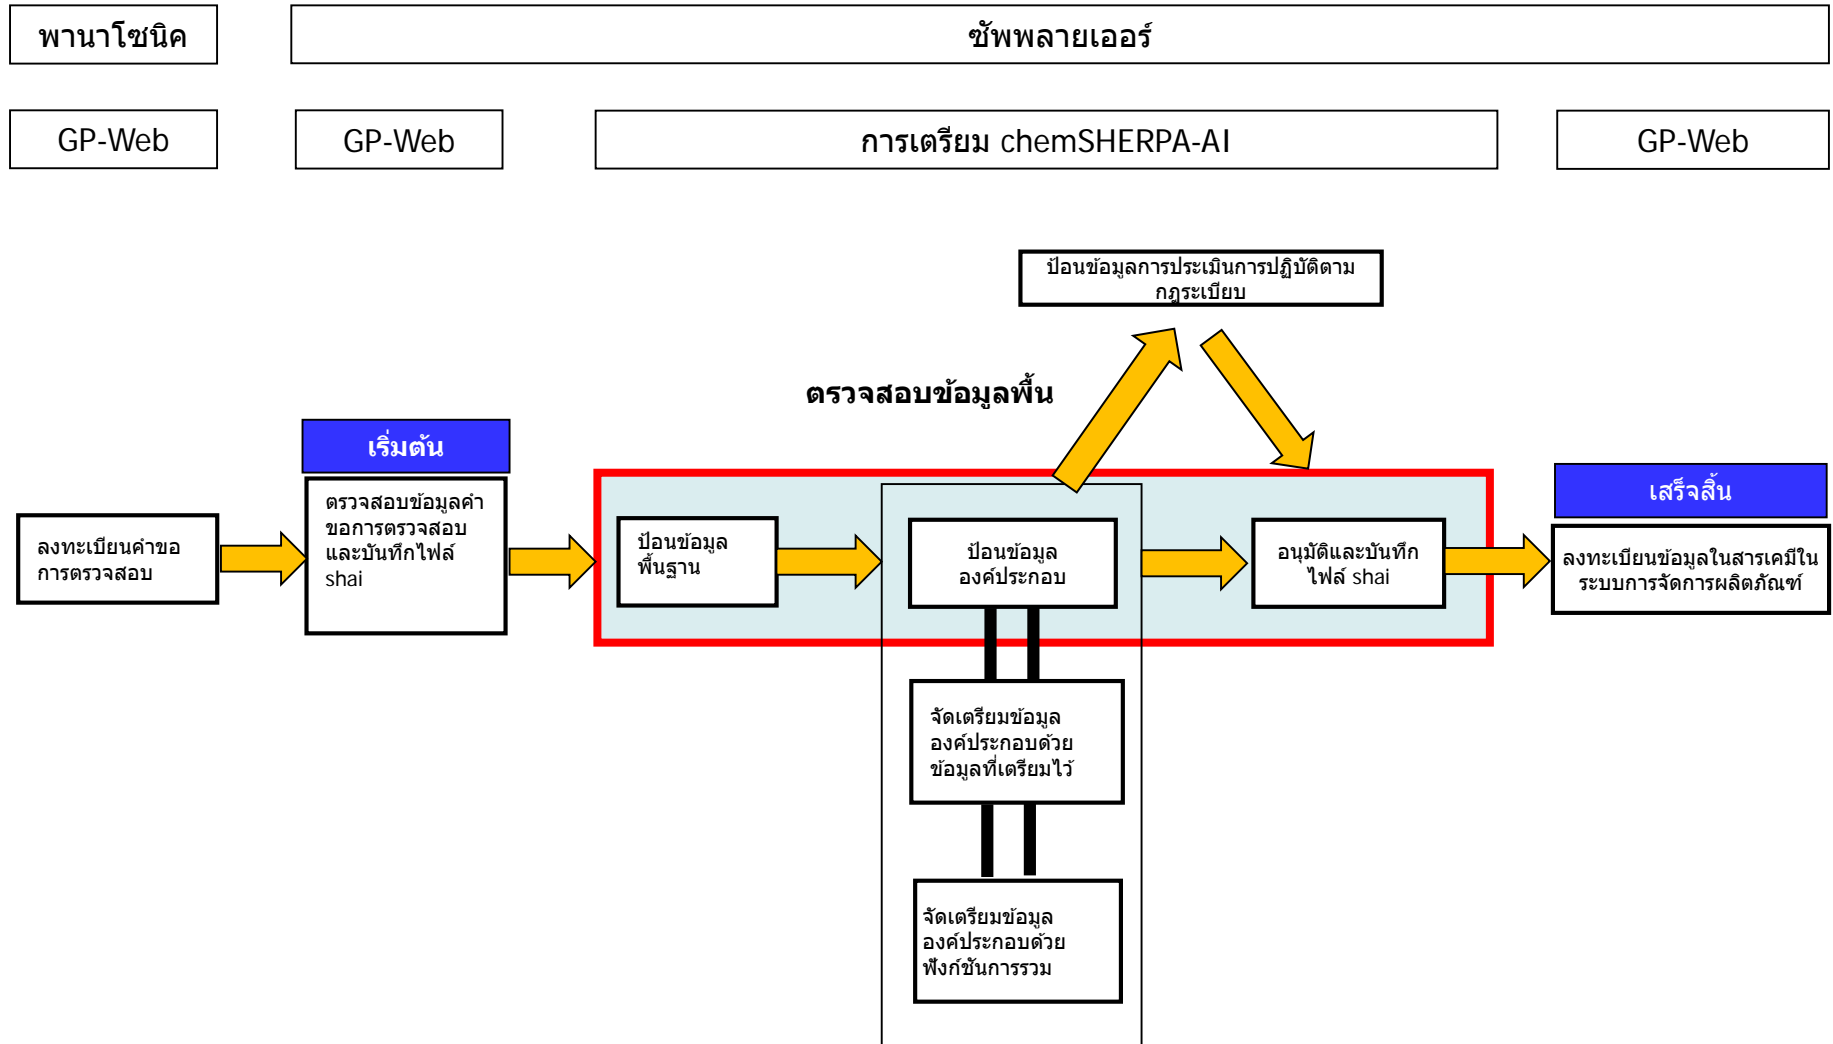 พานาโซนิค
ซัพพลายเออร์
GP-Web
GP-Web
การเตรียม chemSHERPA-AI
GP-Web
ป้อนข้อมูลการประเมินการปฏิบัติตาม
กฎระเบียบ
ตรวจสอบข้อมูลพื้น
เริ่มต้น
ตรวจสอบข้อมูลคำ
ขอการตรวจสอบ
และบันทึกไฟล์
shai
ลงทะเบียนคำขอ
การตรวจสอบ
ป้อนข้อมูล
พื้นฐาน
ป้อนข้อมูล
องค์ประกอบ
อนุมัติและบันทึก
ไฟล์ shai
เสร็จสิ้น
ลงทะเบียนข้อมูลในสารเคมีใน
ระบบการจัดการผลิตภัณฑ์
จัดเตรียมข้อมูล
องค์ประกอบด้วย
ข้อมูลที่เตรียมไว้
จัดเตรียมข้อมูล
องค์ประกอบด้วย
ฟังก์ชันการรวม